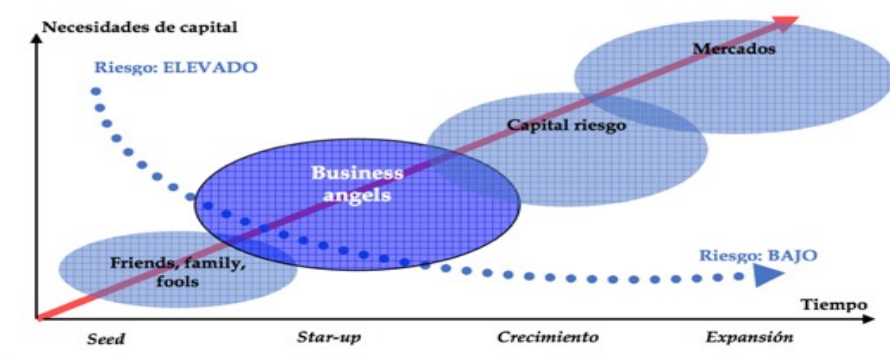 Necesidades de capital
Riesgo: ELEVADO
Mercados
Capital riesgo
Business
angels
Friends, family,
fools
Riesgo: BAJO
Tiempo
Seed
Star-up
Crecimiento
Expansión